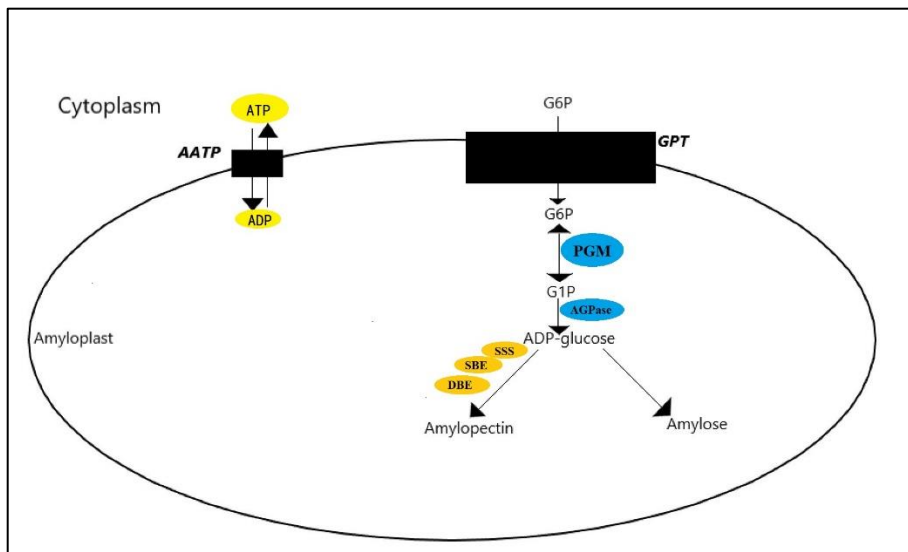 Cytoplasm
ATP
G6P
AATP
GPT
ADP
G6P
PGM
G1P
AGPase
Amyloplast
ADP-glucose
SSS
SBE
DBE
Amylopectin
Amylose